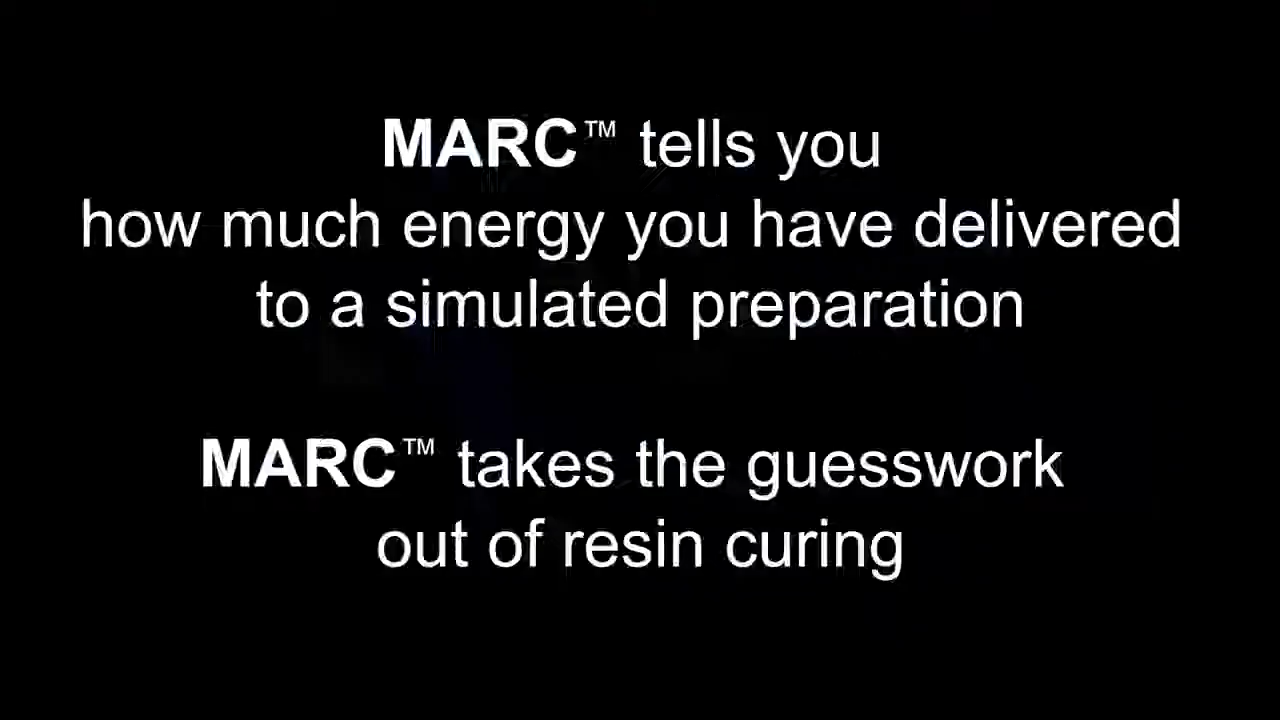 MARC™ tells you
how much energy you have delivered
to a simulated preparation
MARC™ takes the guesswork
out of resin curing